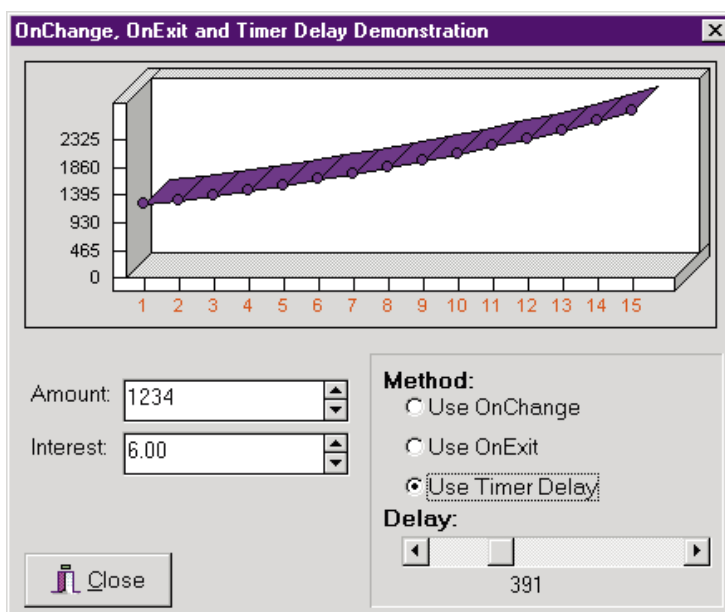 OnChange, OnExit and Timer Delay Demonstration
2325
1860
1395
930
465
0
1 2 3 4 5 6 7 8 9 10 11 12 13 14 15
Amount: 1234
Interest: 6.00
Method:
Use OnChange
Use OnExit
Use Timer Delay
Delay:
391
Close